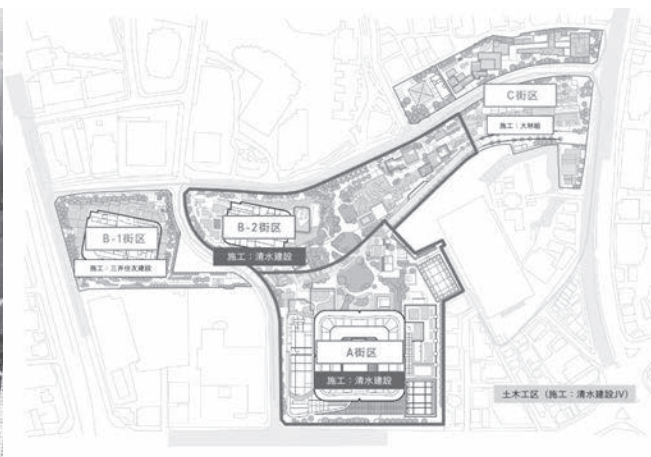 C街区
施工：大林組
B-2街区
施工：清水建設
B-1街区
施工：三井住友建設
A街区
施工：清水建設
土木工区（施工：清水建設JV）